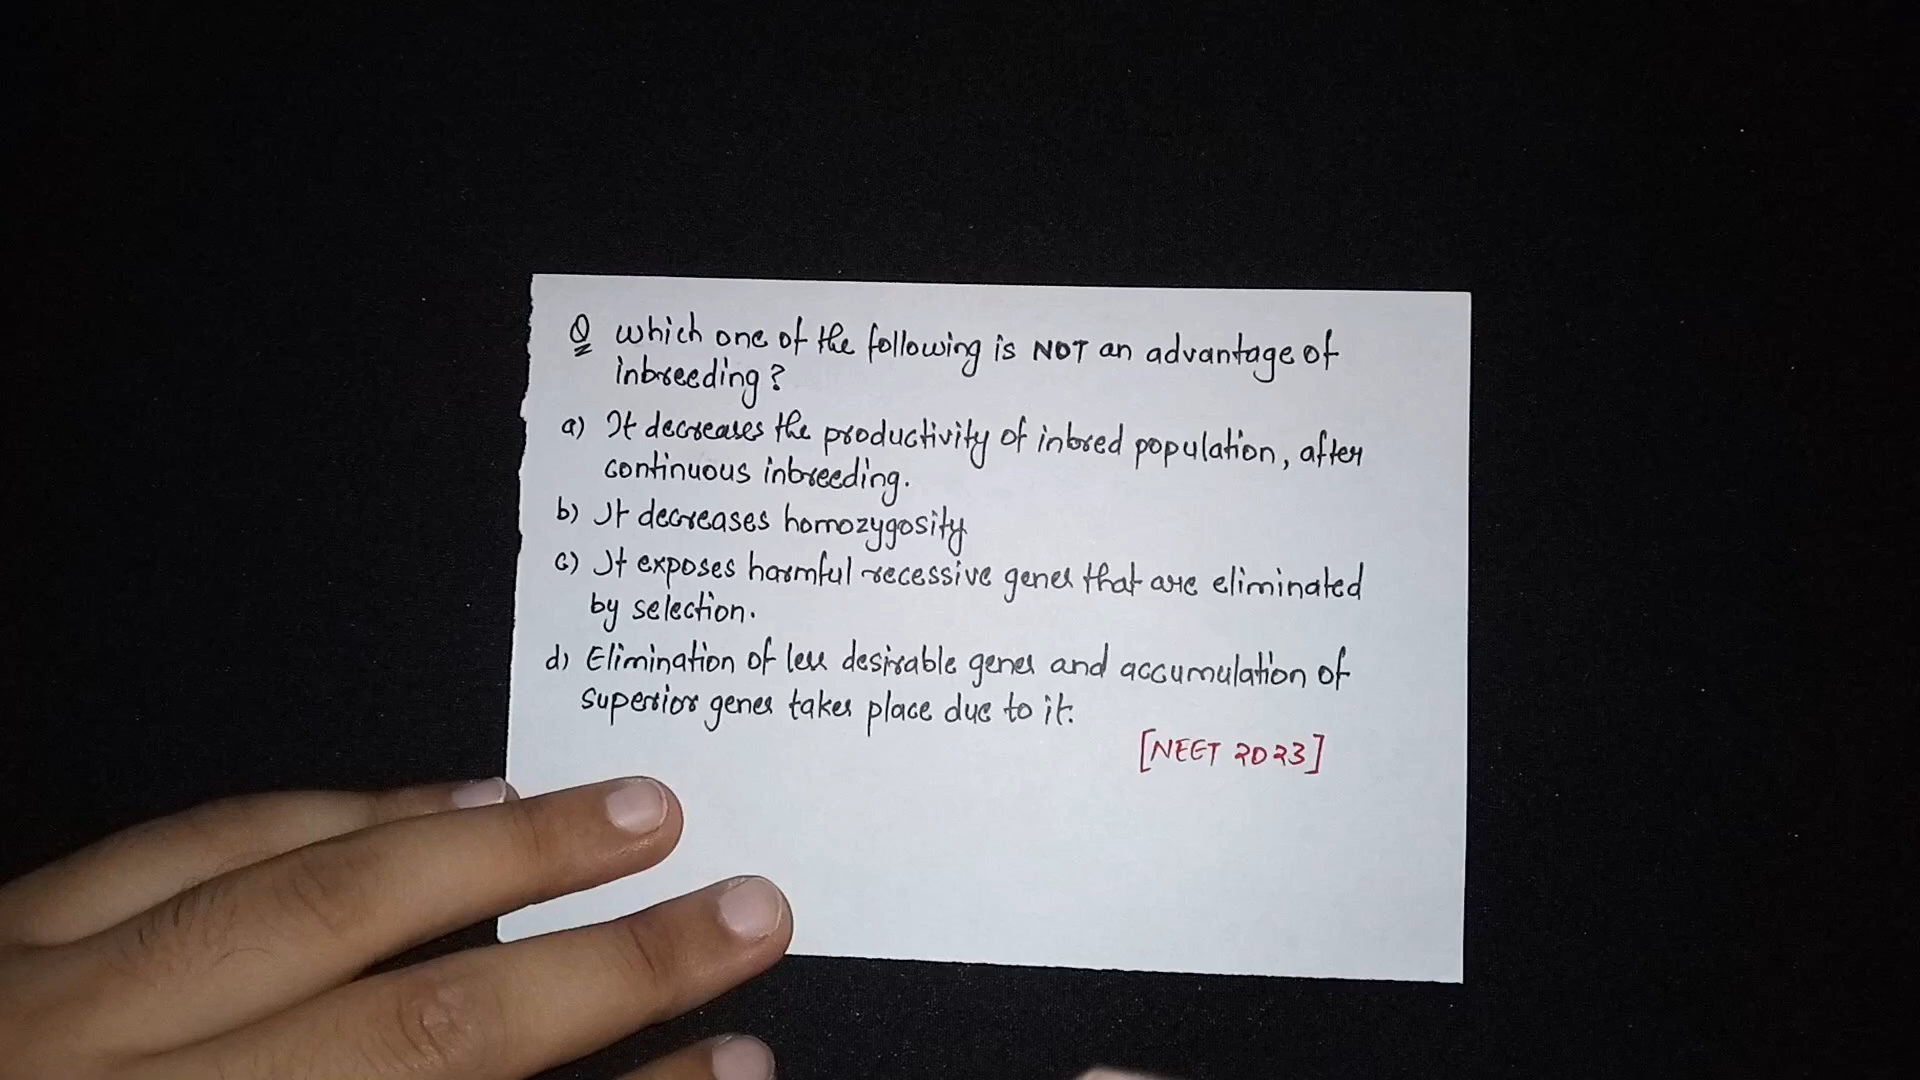 Q which one of the following is NOT an advantage of
inbreeding?
a) It decreases the productivity of inbred population, after
continuous inbreeding.
b) It decreases homozygosity
c) It exposes harmful recessive genes that are eliminated
by selection.
d) Elimination of less desirable genes and accumulation of
superior genes takes place due to it.
[NEET 2023]